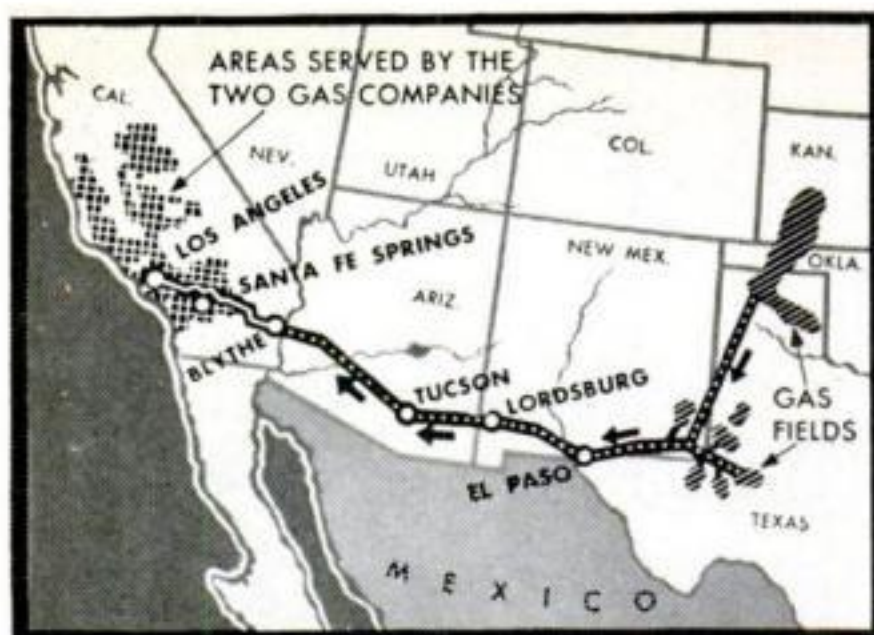 AREAS SERVED BY THE
TWO GAS COMPANIES
CAL.
NEV.
UTAH
COL.
KAN.
LOS ANGELES
SANTA FE SPRINGS
NEW MEX.
OKLA.
ARIZ
BLYTHE
TUCSON
LORDSBURG
GAS
FIELDS
EL PASO
TEXAS
MEXICO